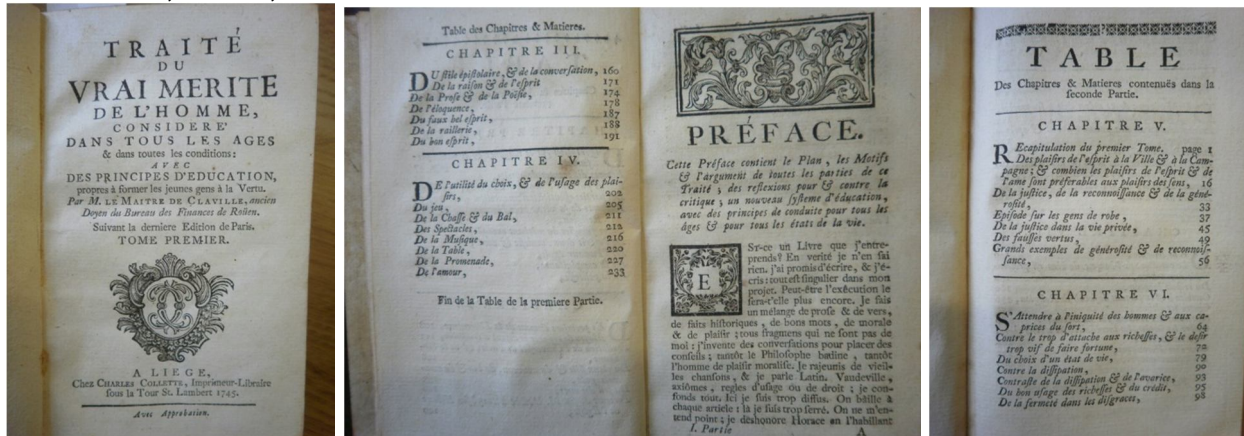 TRAITÉ
DU
VRAI MERITE
DE L'HOMME,
CONSIDERE'
DANS TOUS LES AGES
& dans toutes les conditions:
AVEC
DES PRINCIPES D'EDUCATION,
propres à former les jeunes gens à la Vertu.
Par M. LE MAITRE DE CLAVILLE, ancien
Doyen du Bureau des Finances de Roüen.
Suivant la derniere Edition de Paris.
TOME PREMIER.
A LIEGE,
Chez CHARLES COLLETTE, Imprimeur-Libraire
sous la Tour St. Lambert 1745.
Avec Approbation.
Table des Chapitres & Matieres.
CHAPITRE III.
DU stile épistolaire, & de la conversation, 160
De la raison & de l'esprit 171
De la Prose & de la Poësie, 174
De l'éloquence, 178
Du faux bel esprit, 187
De la raillerie, 188
Du bon esprit, 191
CHAPITRE IV.
DE l'utilité du choix, & de l'usage des plai-
sirs, 202
Du jeu, 205
De la Chasse & du Bal, 211
Des Spectacles, 212
De la Musique, 216
De la Table, 220
De la Promenade, 227
De l'amour, 233
Fin de la Table de la premiere Partie.
PRÉFACE.
Cette Préface contient le Plan, les Motifs
& l'argument de toutes les parties de ce
Traité; des reflexions pour & contre la
critique; un nouveau systeme d'éducation,
avec des principes de conduite pour tous les
âges & pour tous les états de la vie.
EST-ce un Livre que j'entre-
prends? En verité je n'en sai
rien. j'ai promis d'écrire, & j'é-
cris: tout est singulier dans mon
projet. Peut-être l'exécution le
sera-t'elle plus encore. Je fais
un mélange de prose & de vers,
de faits historiques, de bons mots, de morale
& de plaisir; tous fragmens qui ne sont pas de
moi: j'invente des conversations pour placer des
conseils; tantôt le Philosophe badine, tantôt
l'homme de plaisir moralise. Je rajeunis de vieil-
les chansons, & je parle Latin. Vaudeville,
axiômes, regles d'usage ou de droit; je con-
fonds tout. Ici je suis trop diffus. On bâille à
chaque article: là je suis trop serré. On ne m'en-
tend point; je deshonore Horace en l'habillant
I. Partie A
TABLE
Des Chapitres & Matieres contenuës dans la
seconde Partie.
CHAPITRE V.
REcapitulation du premier Tome. page 1
Des plaisirs de l'esprit à la Ville & à la Cam-
pagne; & combien les plaisirs de l'esprit & de
l'ame sont préferables aux plaisirs des sens, 16
De la justice, de la reconnoissance & de la géné-
rosité, 33
Episode sur les gens de robe, 37
De la justice dans la vie privée, 45
Des fausses vertus, 49
Grands exemples de générosité & de reconnois-
sance, 56
CHAPITRE VI.
S'Attendre à l'iniquité des hommes & aux ca-
prices du sort, 64
Contre le trop d'attache aux richesses, & le desir
trop vif de faire fortune, 72
Du choix d'un état de vie, 79
Contre la dissipation, 90
Contraste de la dissipation & de l'avarice, 93
Du bon usage des richesses & du crédit, 95
De la fermeté dans les disgraces, 98